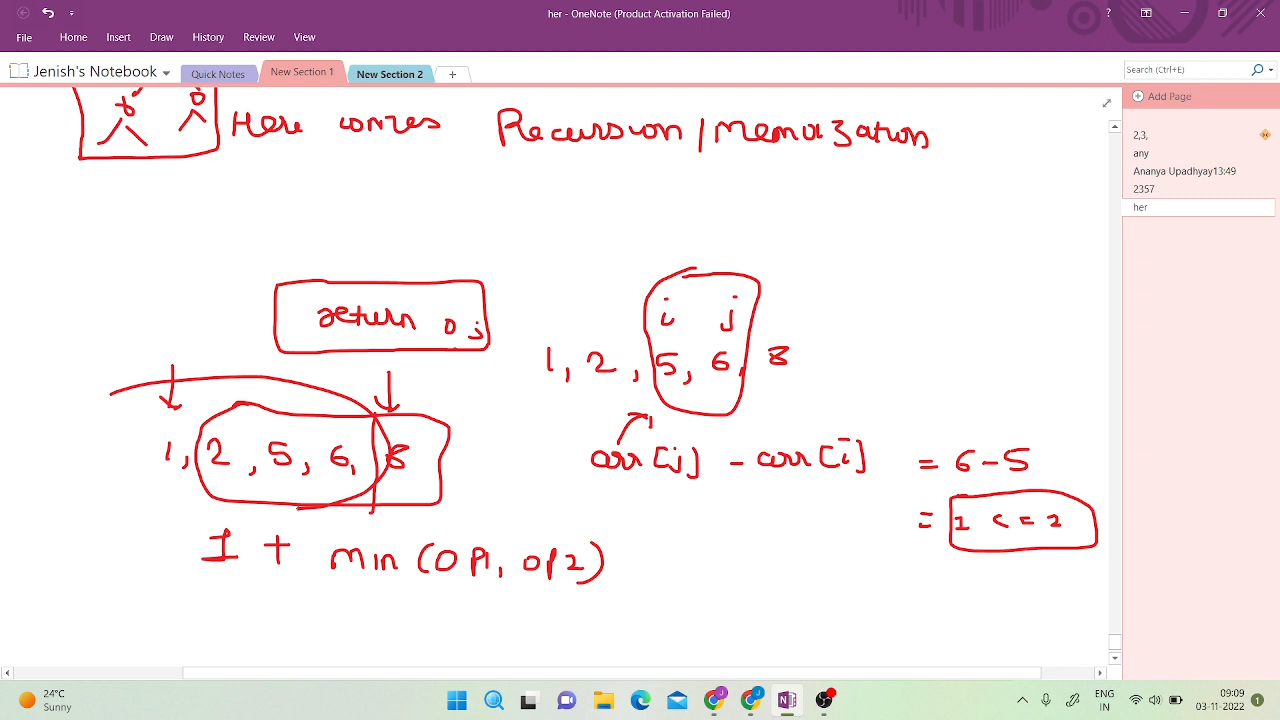 her - OneNote (Product Activation Failed)
?
File Home Insert Draw History Review View
Jenish's Notebook Quick Notes New Section 1 New Section 2 +
Search (Ctrl+E)
Add Page
2,3,
any
Ananya Upadhyay13:49
2357
her
Here comes Recursion/Memoization
return 0 j
i j
1, 2, 5, 6, 8
1, 2, 5, 6, 8
arr[j] - arr[i] = 6-5
= 1 <= 2
1 + min(op1, op2)
24°C
Sunny
ENG
IN
09:09
03-11-2022
1